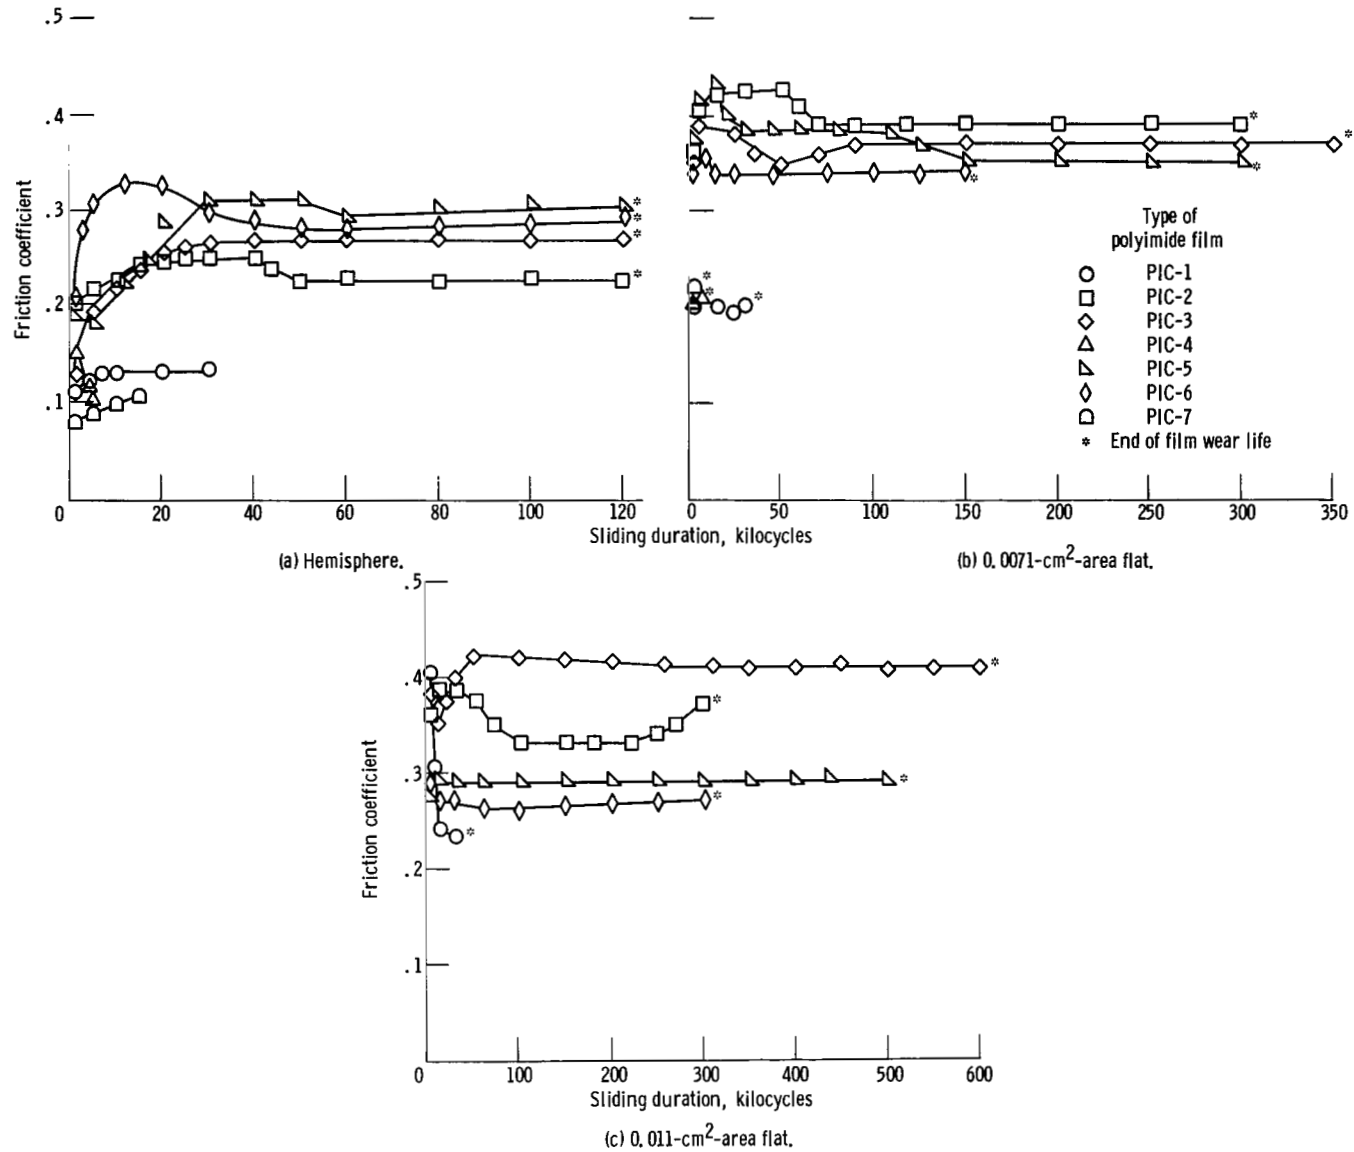 .5
.4
.3
.2
.1
Friction coefficient
0 20 40 60 80 100 120
0 50 100 150 200 250 300 350
Sliding duration, kilocycles
(a) Hemisphere.
(b) 0.0071-cm²-area flat.
Type of
polyimide film
PIC-1
PIC-2
PIC-3
PIC-4
PIC-5
PIC-6
PIC-7
* End of film wear life
.5
.4
.3
.2
.1
Friction coefficient
0 100 200 300 400 500 600
Sliding duration, kilocycles
(c) 0.011-cm²-area flat.